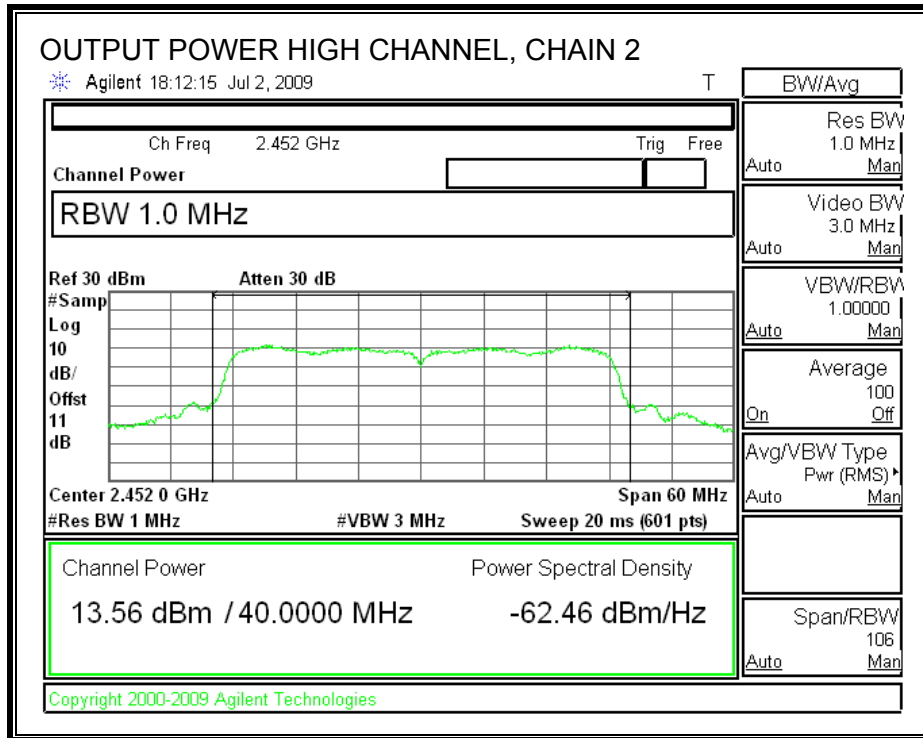 OUTPUT POWER HIGH CHANNEL, CHAIN 2
Agilent 18:12:15 Jul 2, 2009 T
BW/Avg
Ch Freq 2.452 GHz Trig Free
Channel Power
RBW 1.0 MHz
Ref 30 dBm Atten 30 dB
#Samp
Log
10
dB/
Offst
11
dB
Center 2.452 0 GHz Span 60 MHz
#Res BW 1 MHz #VBW 3 MHz Sweep 20 ms (601 pts)
Channel Power Power Spectral Density
13.56 dBm / 40.0000 MHz -62.46 dBm/Hz
Copyright 2000-2009 Agilent Technologies
Res BW
1.0 MHz
Auto Man
Video BW
3.0 MHz
Auto Man
VBW/RBW
1.00000
Auto Man
Average
100
On Off
Avg/VBW Type
Pwr (RMS)
Auto Man
Span/RBW
106
Auto Man